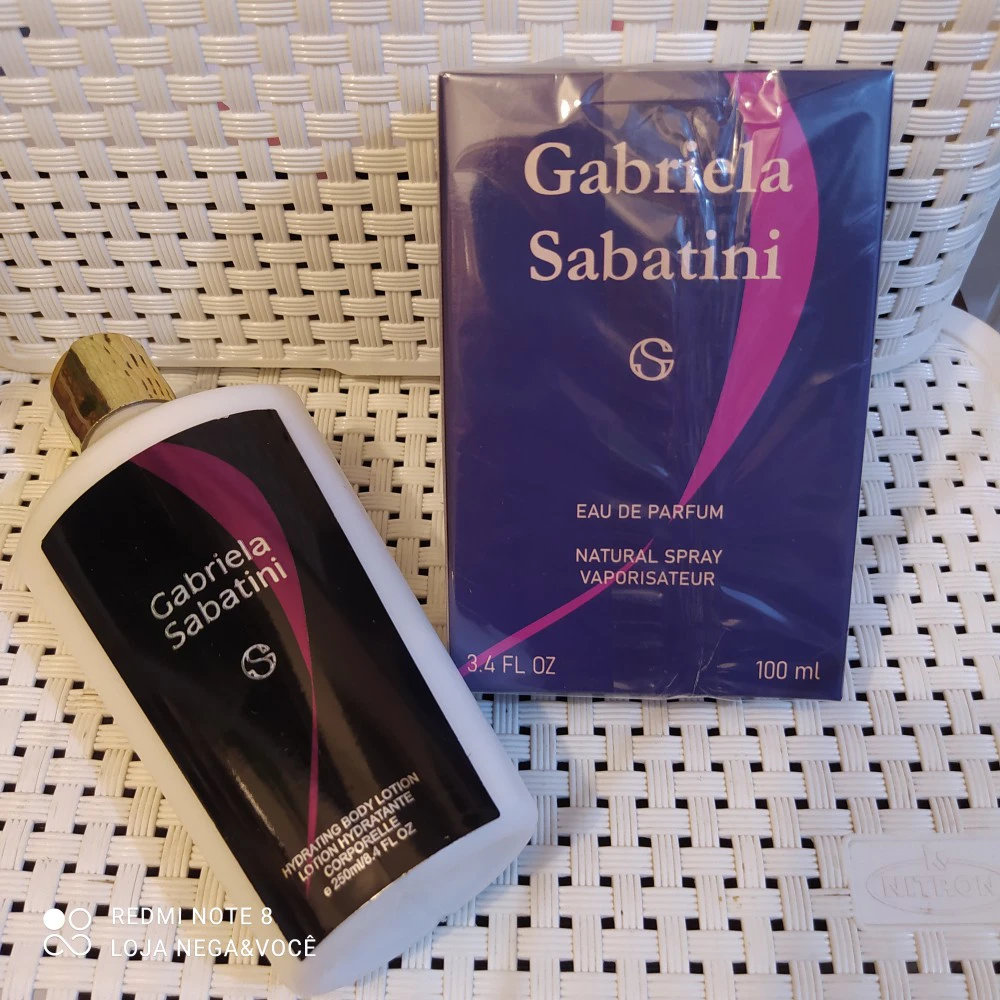 Gabriela
Sabatini
S
EAU DE PARFUM
NATURAL SPRAY
VAPORISATEUR
3.4 FL OZ
100 ml
Gabriela
Sabatini
S
HYDRATING BODY LOTION
LOTION HYDRATANTE
CORPORELLE
e 250ml/8.4 FL OZ
NITRON
REDMI NOTE 8
LOJA NEGA&VOCÊ